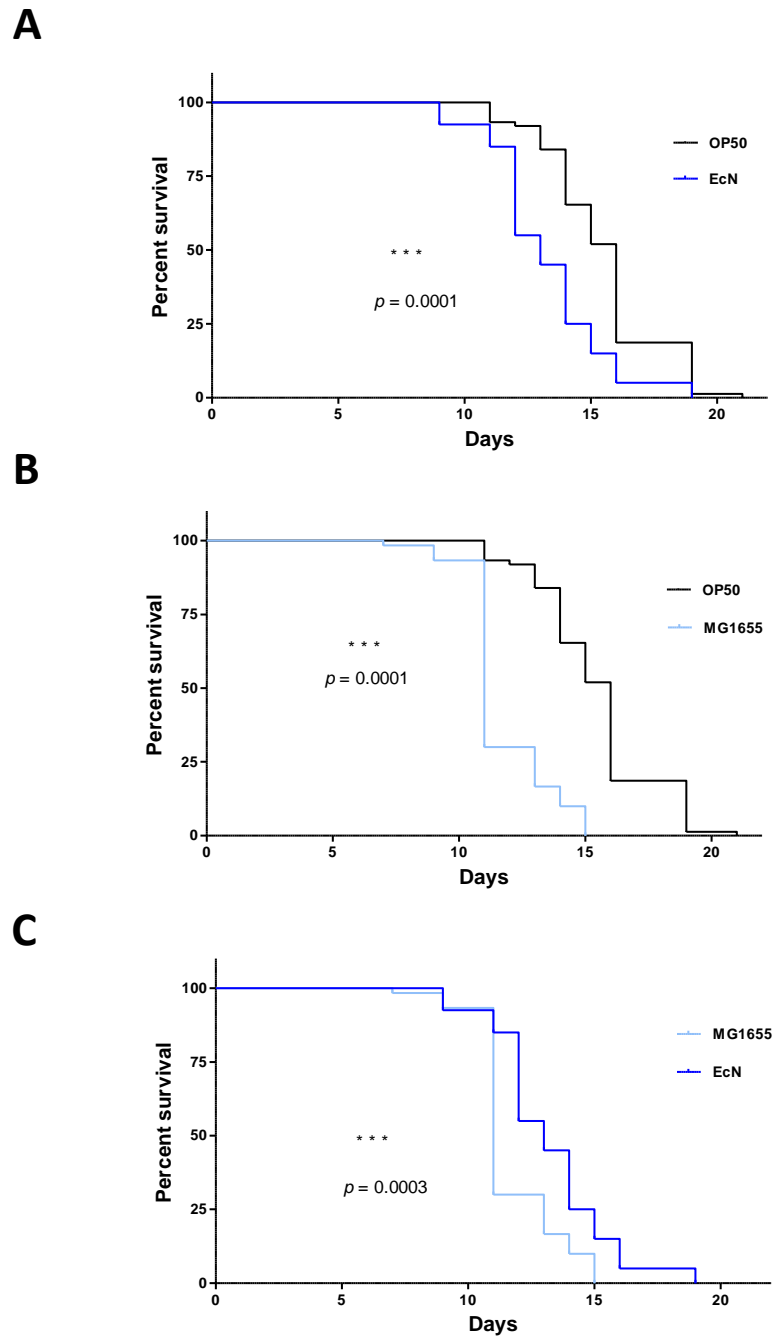 A
Percent survival
100
75
50
25
0
0 5 10 15 20
Days
OP50
EcN
* * *
p = 0.0001
B
Percent survival
100
75
50
25
0
0 5 10 15 20
Days
OP50
MG1655
* * *
p = 0.0001
C
Percent survival
100
75
50
25
0
0 5 10 15 20
Days
MG1655
EcN
* * *
p = 0.0003